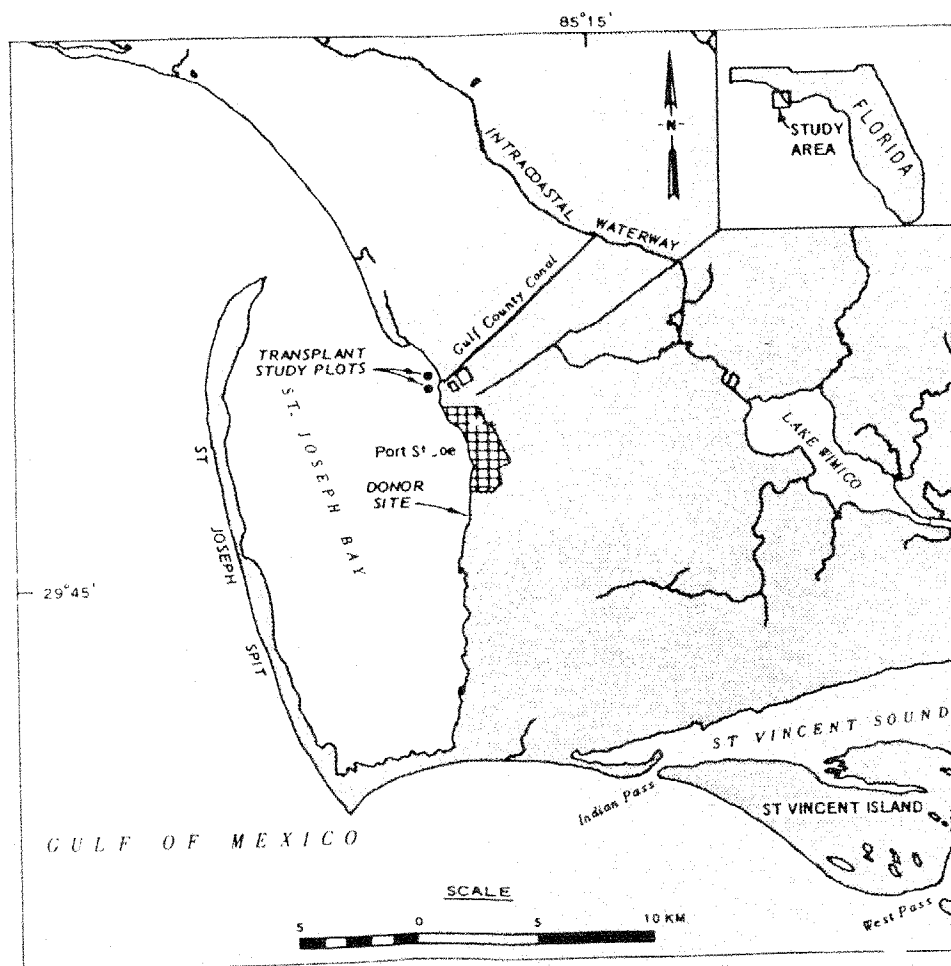 85°15'
-N-
FLORIDA
STUDY
AREA
INTRACOASTAL
WATERWAY
Gulf County Canal
TRANSPLANT
STUDY PLOTS
ST. JOSEPH BAY
Port St
DONOR
SITE
LAKE WIMICO
ST
JOSEPH
SPIT
29°45'
ST VINCENT SOUND
Indian Pass
ST VINCENT ISLAND
GULF OF MEXICO
West Pass
SCALE
5 0 5 10 KM